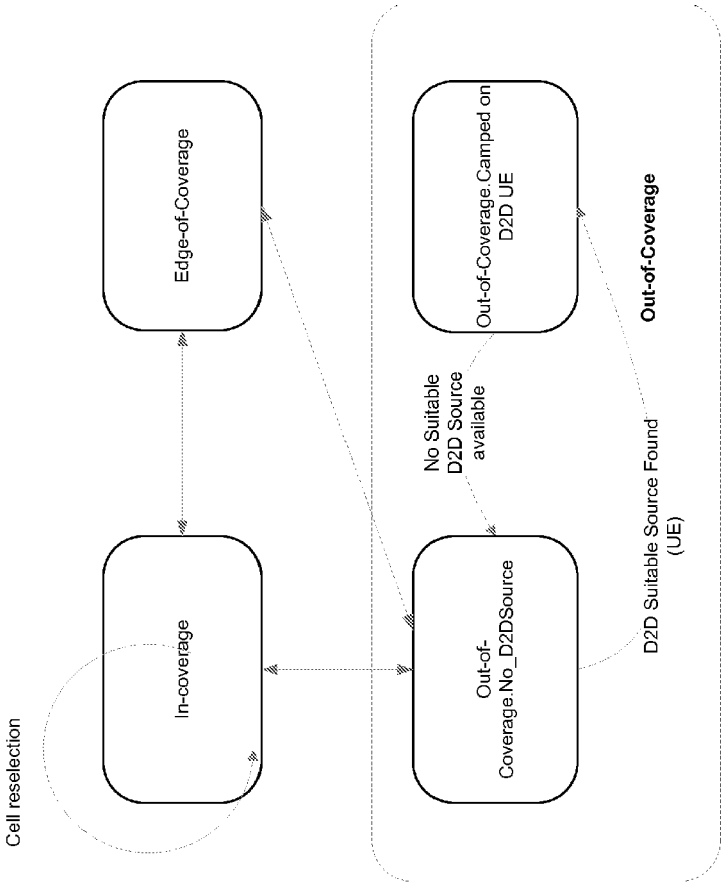 Cell reselection
In-coverage
Edge-of-Coverage
Out-of-
Coverage.No_D2DSource
No Suitable
D2D Source
available
Out-of-Coverage.Camped on
D2D UE
D2D Suitable Source Found
(UE)
Out-of-Coverage